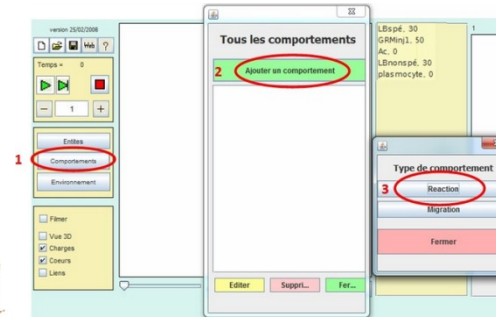 version 25/02/2008
Web ?
Temps = 0
- 1 +
1
Entites
Comportements
Environnement
Filmer
Vue 3D
Charges
Coeurs
Liens
Tous les comportements
2 Ajouter un comportement
Editer Suppri... Fer...
LBspé, 30
GRMinj1, 50
Ac, 0
LBnonspé, 30
plasmocyte, 0
1
Type de comportement
3 Reaction
Migration
Fermer